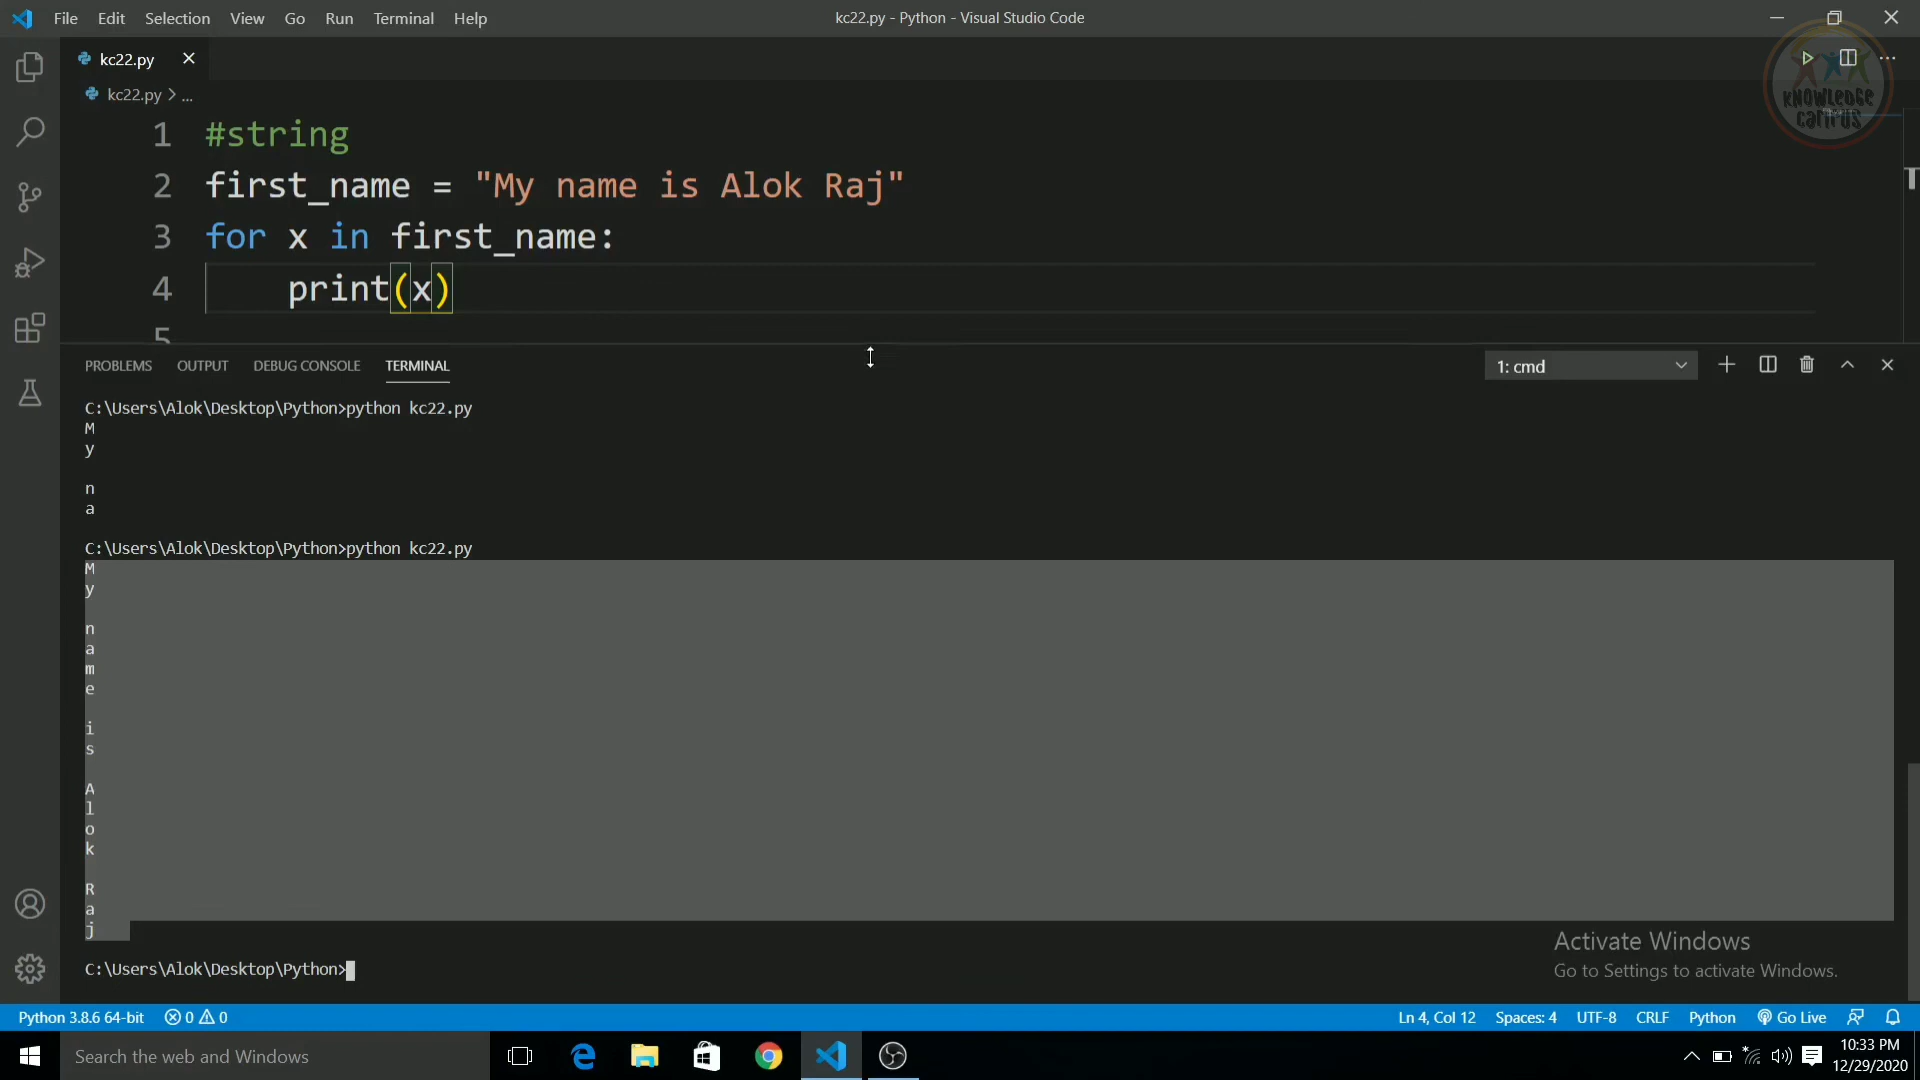 File Edit Selection View Go Run Terminal Help
kc22.py - Python - Visual Studio Code
kc22.py
kc22.py > ...
KNOWLEDGE
CAMPUS
1 #string
2 first_name = "My name is Alok Raj"
3 for x in first_name:
4 print(x)
5
PROBLEMS OUTPUT DEBUG CONSOLE TERMINAL
1: cmd
C:\Users\Alok\Desktop\Python>python kc22.py
M
y
n
a
C:\Users\Alok\Desktop\Python>python kc22.py
M
y
n
a
m
e
i
s
A
l
o
k
R
a
j
C:\Users\Alok\Desktop\Python>
Activate Windows
Go to Settings to activate Windows.
Python 3.8.6 64-bit 0 0
Ln 4, Col 12 Spaces: 4 UTF-8 CRLF Python Go Live
Search the web and Windows
10:33 PM
12/29/2020